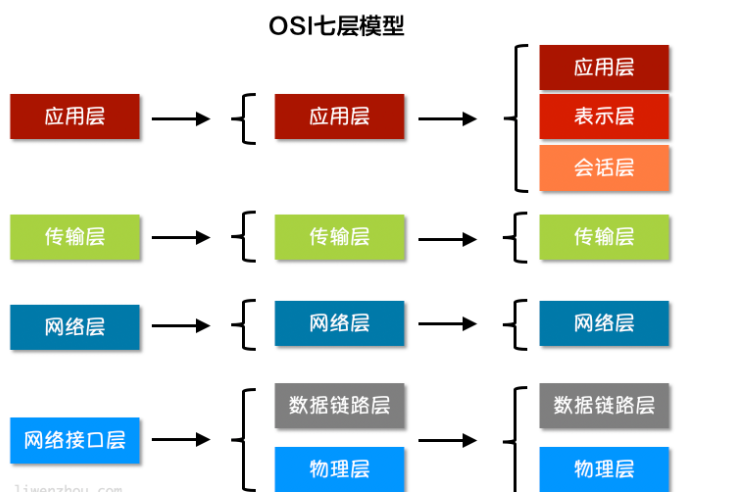 OSI七层模型
应用层
应用层
应用层
表示层
会话层
传输层
传输层
传输层
网络层
网络层
网络层
网络接口层
数据链路层
物理层
数据链路层
物理层
liwenzhou.com